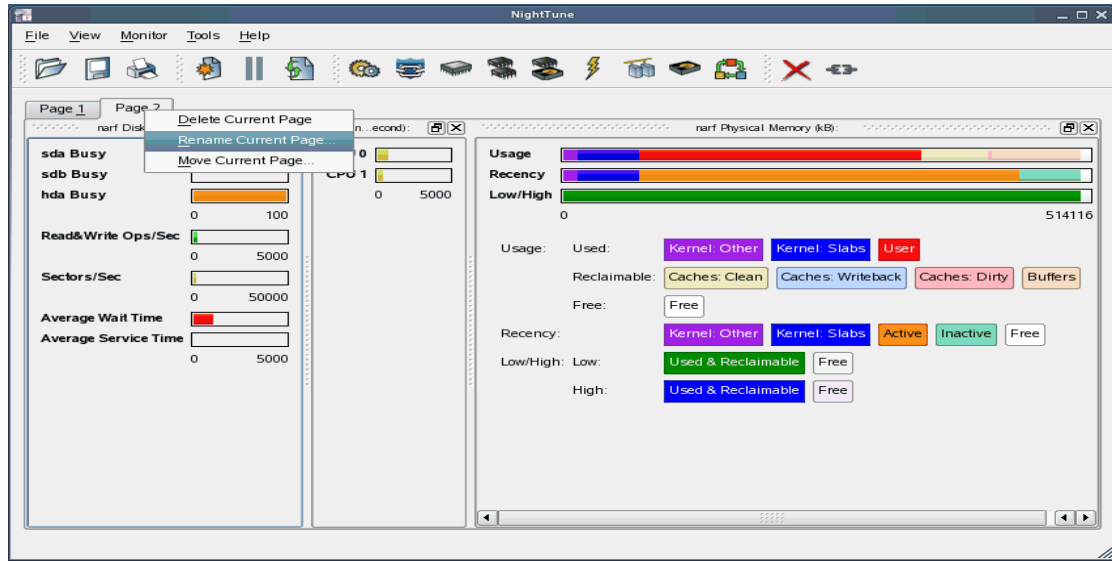 NightTune
File View Monitor Tools Help
Page 1 Page 2
Delete Current Page
Rename Current Page...
Move Current Page...
narf Disk
n...econd):
narf Physical Memory (kB):
sda Busy
sdb Busy
hda Busy
0 100
Read&Write Ops/Sec
0 5000
Sectors/Sec
0 50000
Average Wait Time
Average Service Time
0 5000
0
CPU 1
0 5000
Usage
Recency
Low/High
0 514116
Usage: Used: Kernel: Other Kernel: Slabs User
Reclaimable: Caches: Clean Caches: Writeback Caches: Dirty Buffers
Free: Free
Recency: Kernel: Other Kernel: Slabs Active Inactive Free
Low/High: Low: Used & Reclaimable Free
High: Used & Reclaimable Free